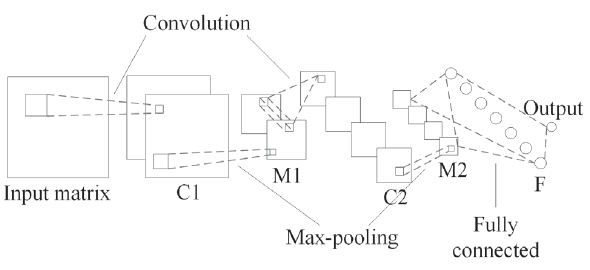 Convolution
Output
Input matrix
C1
M1
C2
M2
F
Max-pooling
Fully
connected